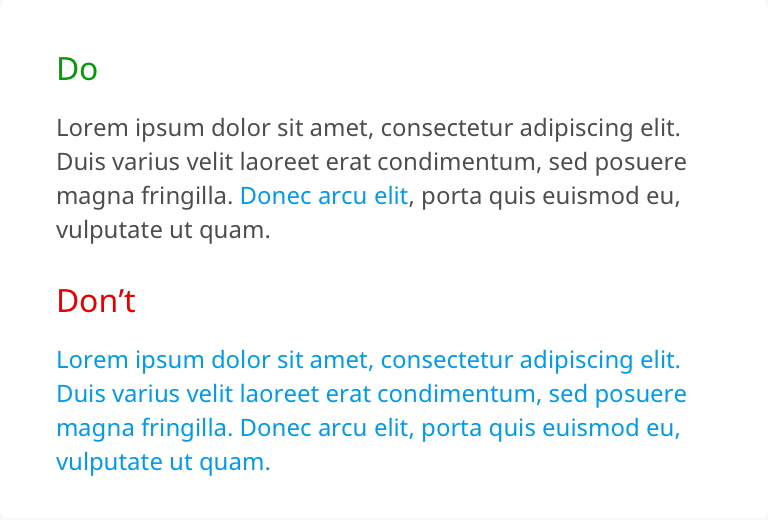 Do
Lorem ipsum dolor sit amet, consectetur adipiscing elit.
Duis varius velit laoreet erat condimentum, sed posuere
magna fringilla. Donec arcu elit, porta quis euismod eu,
vulputate ut quam.
Don’t
Lorem ipsum dolor sit amet, consectetur adipiscing elit.
Duis varius velit laoreet erat condimentum, sed posuere
magna fringilla. Donec arcu elit, porta quis euismod eu,
vulputate ut quam.